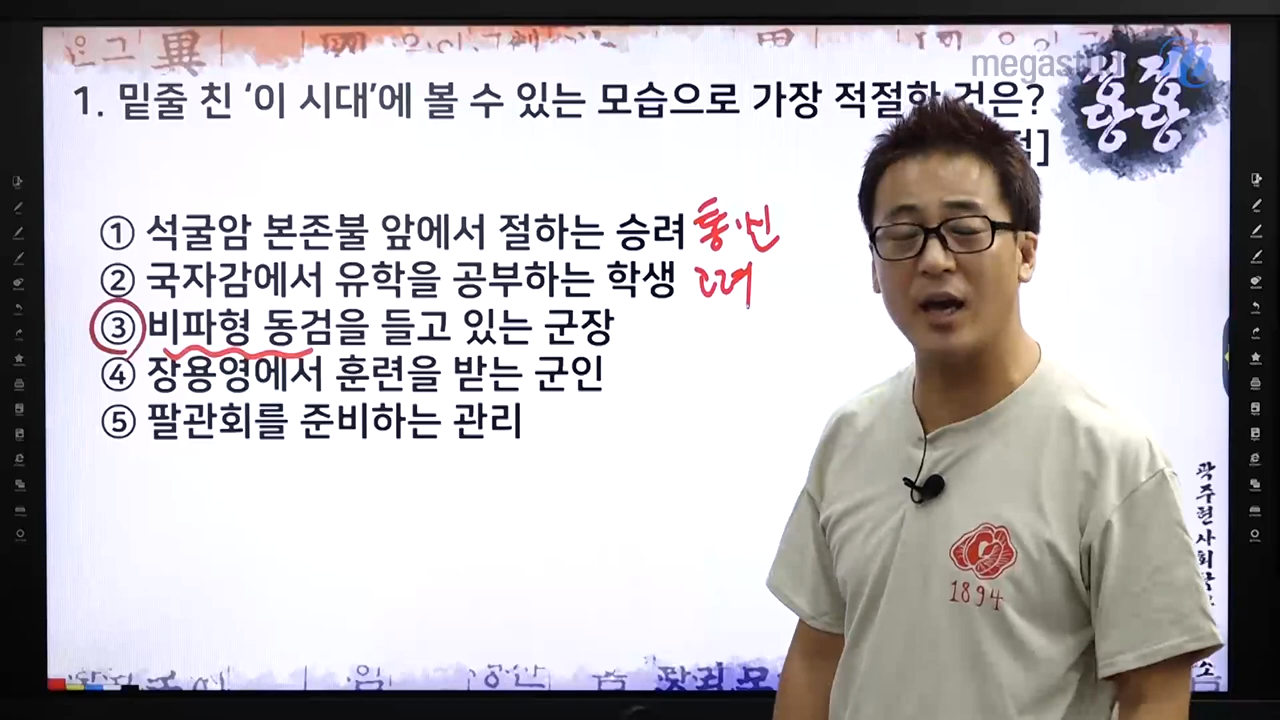 megastu
1. 밑줄 친 ‘이 시대’에 볼 수 있는 모습으로 가장 적절한 것은?
점]
① 석굴암 본존불 앞에서 절하는 승려 통·신
② 국자감에서 유학을 공부하는 학생 고려
③ 비파형 동검을 들고 있는 군장
④ 장용영에서 훈련을 받는 군인
⑤ 팔관회를 준비하는 관리
1894